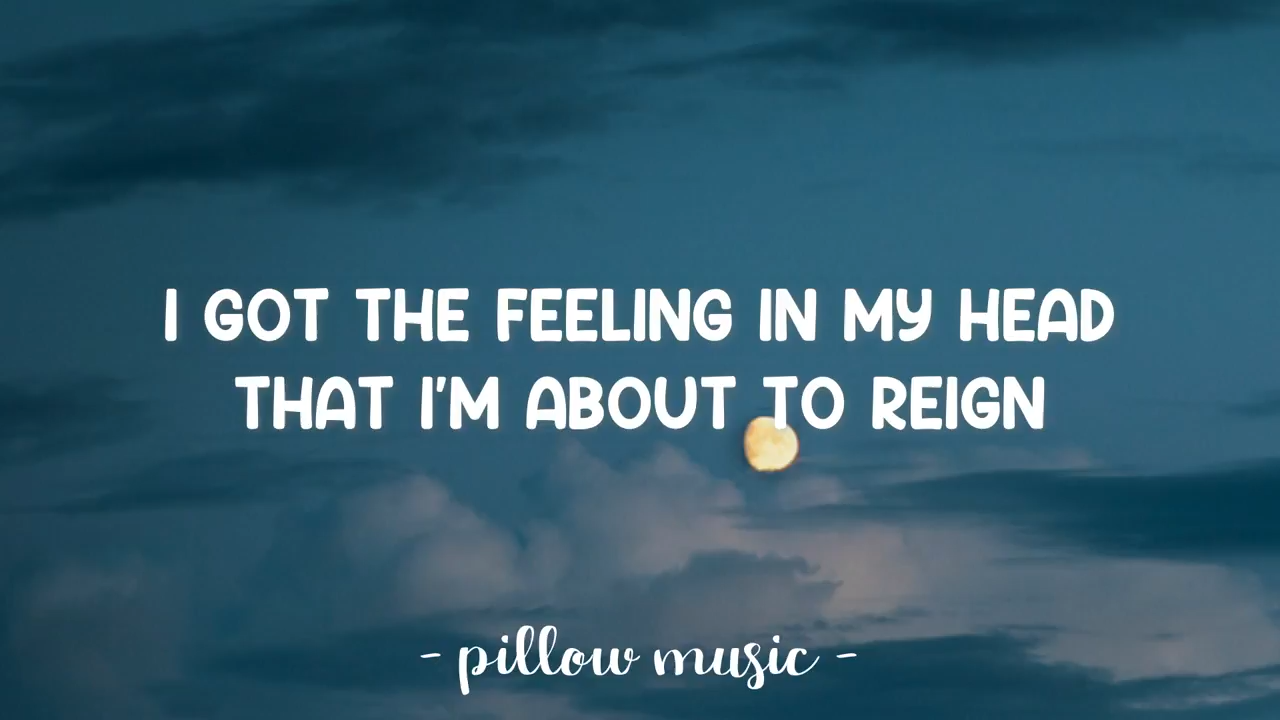 I GOT THE FEELING IN MY HEAD
THAT I'M ABOUT TO REIGN
- pillow music -